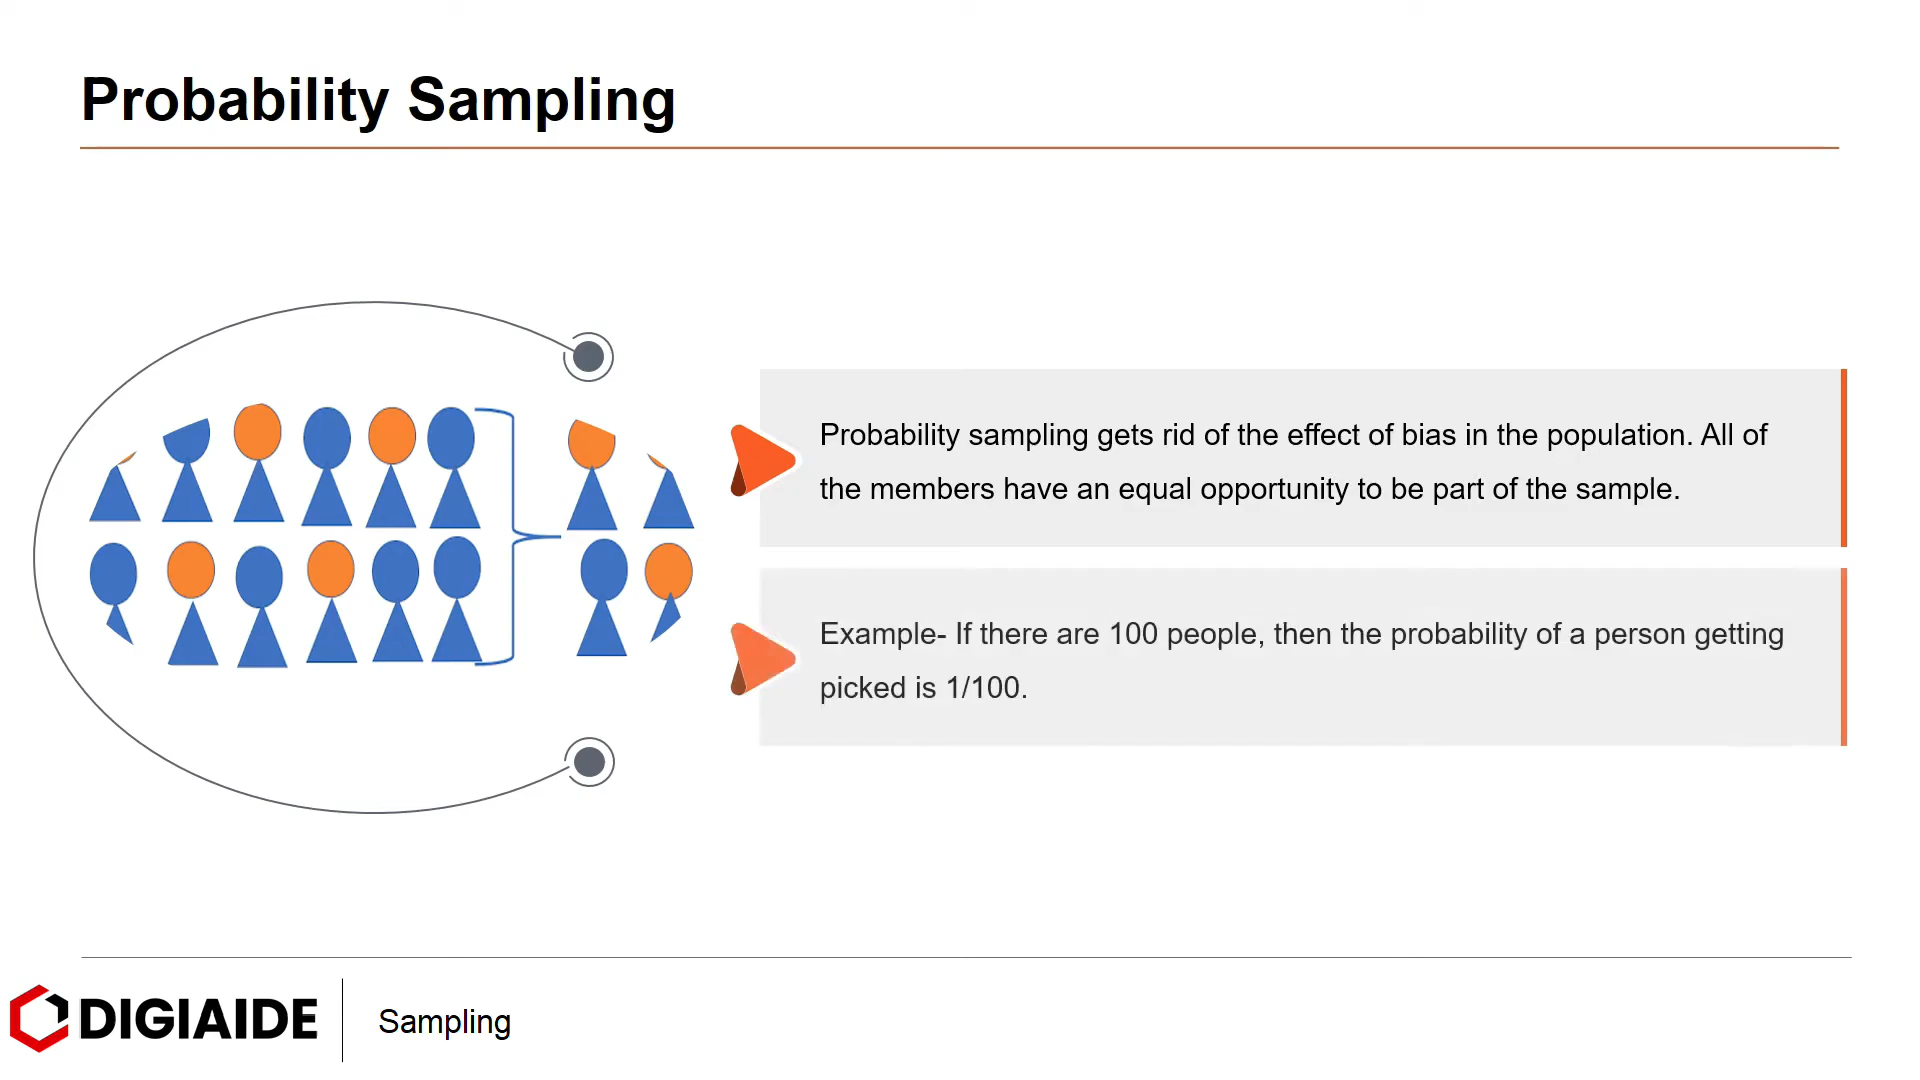 Probability Sampling
Probability sampling gets rid of the effect of bias in the population. All of
the members have an equal opportunity to be part of the sample.
Example- If there are 100 people, then the probability of a person getting
picked is 1/100.
DIGIAIDE
Sampling